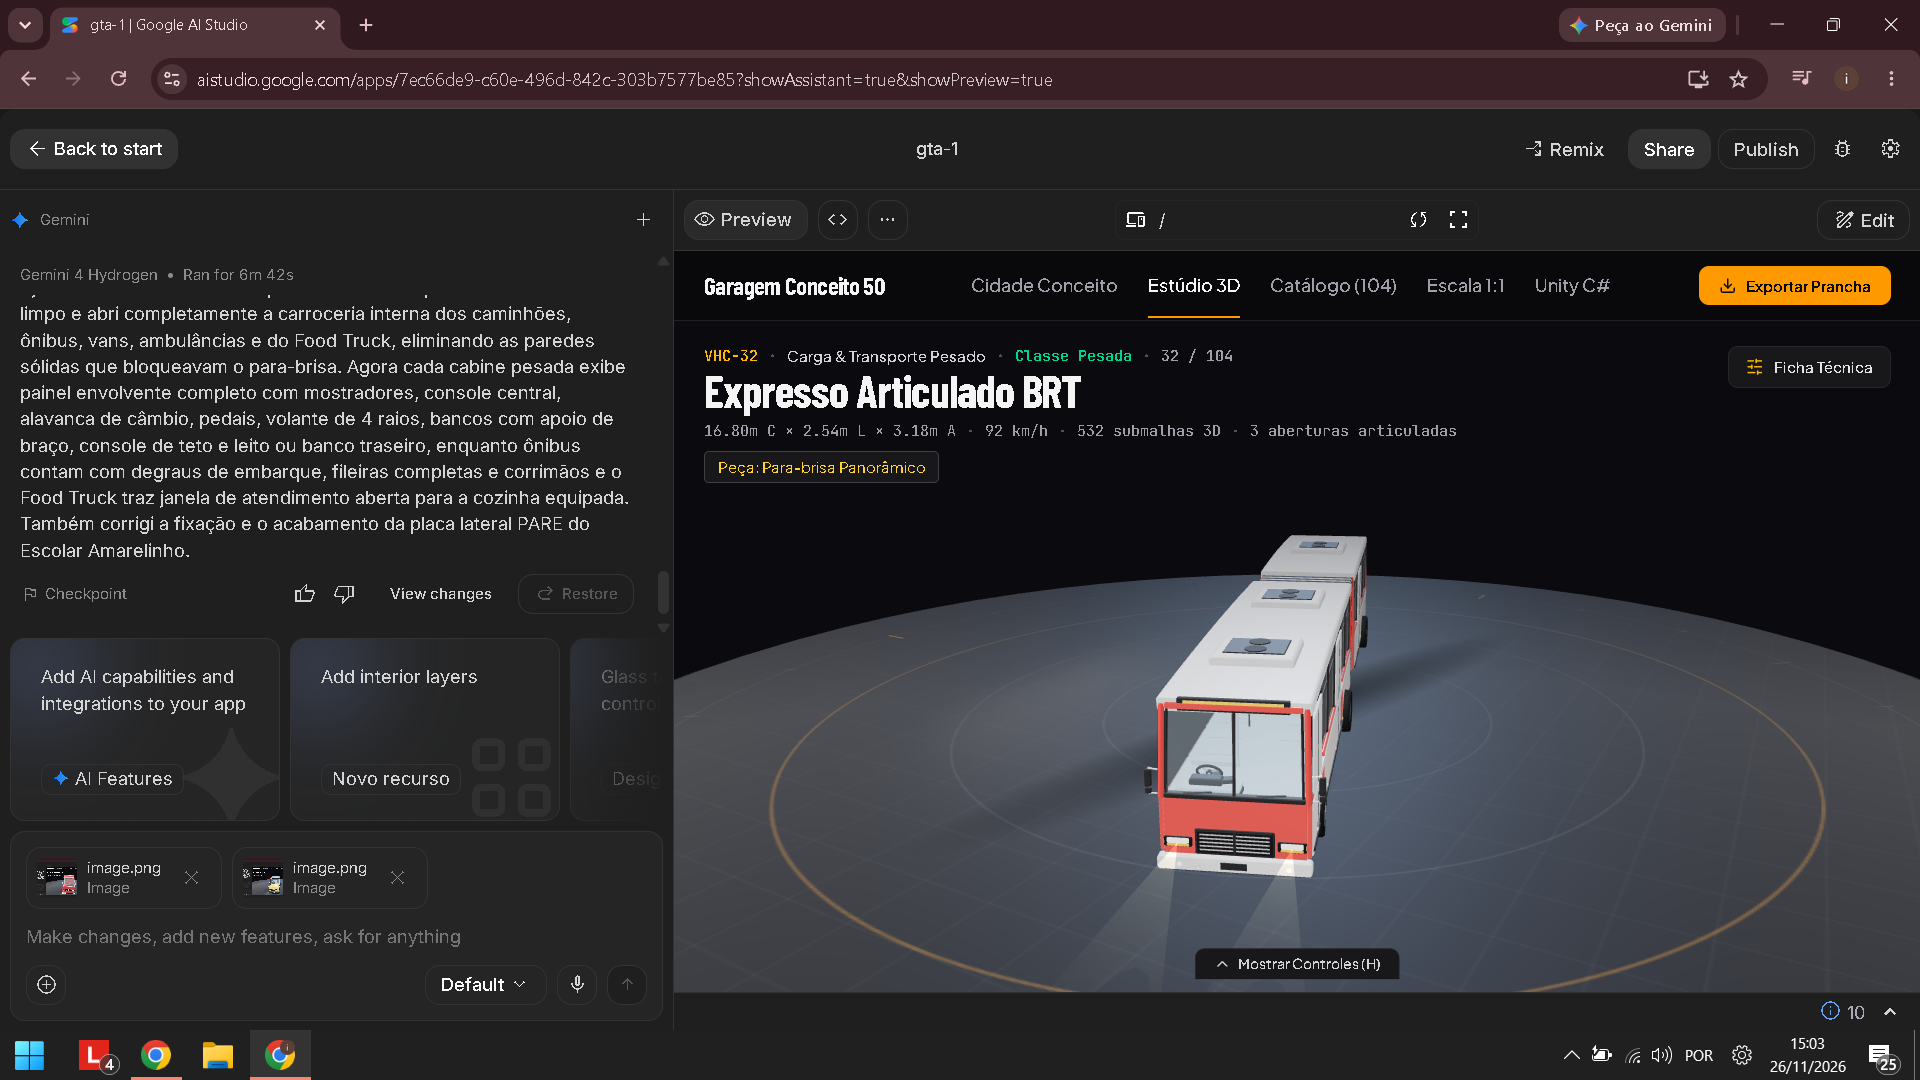 gta-1 | Google AI Studio
Peça ao Gemini
aistudio.google.com/apps/7ec66de9-c60e-496d-842c-303b7577be85?showAssistant=true&showPreview=true
i
Back to start
gta-1
Remix
Share
Publish
Gemini
Preview
/
Edit
Gemini 4 Hydrogen • Ran for 6m 42s
limpo e abri completamente a carroceria interna dos caminhões,
ônibus, vans, ambulâncias e do Food Truck, eliminando as paredes
sólidas que bloqueavam o para-brisa. Agora cada cabine pesada exibe
painel envolvente completo com mostradores, console central,
alavanca de câmbio, pedais, volante de 4 raios, bancos com apoio de
braço, console de teto e leito ou banco traseiro, enquanto ônibus
contam com degraus de embarque, fileiras completas e corrimãos e o
Food Truck traz janela de atendimento aberta para a cozinha equipada.
Também corrigi a fixação e o acabamento da placa lateral PARE do
Escolar Amarelinho.
Checkpoint
View changes
Restore
Add AI capabilities and
integrations to your app
AI Features
Add interior layers
Novo recurso
Glass
control
Desig
image.png
Image
image.png
Image
Make changes, add new features, ask for anything
Default
Garagem Conceito 50
Cidade Conceito
Estúdio 3D
Catálogo (104)
Escala 1:1
Unity C#
Exportar Prancha
VHC-32 · Carga & Transporte Pesado · Classe Pesada · 32 / 104
Expresso Articulado BRT
Ficha Técnica
16.80m C × 2.54m L × 3.18m A · 92 km/h · 532 submalhas 3D · 3 aberturas articuladas
Peça: Para-brisa Panorâmico
Mostrar Controles (H)
10
L
4
POR
15:03
26/11/2026
25